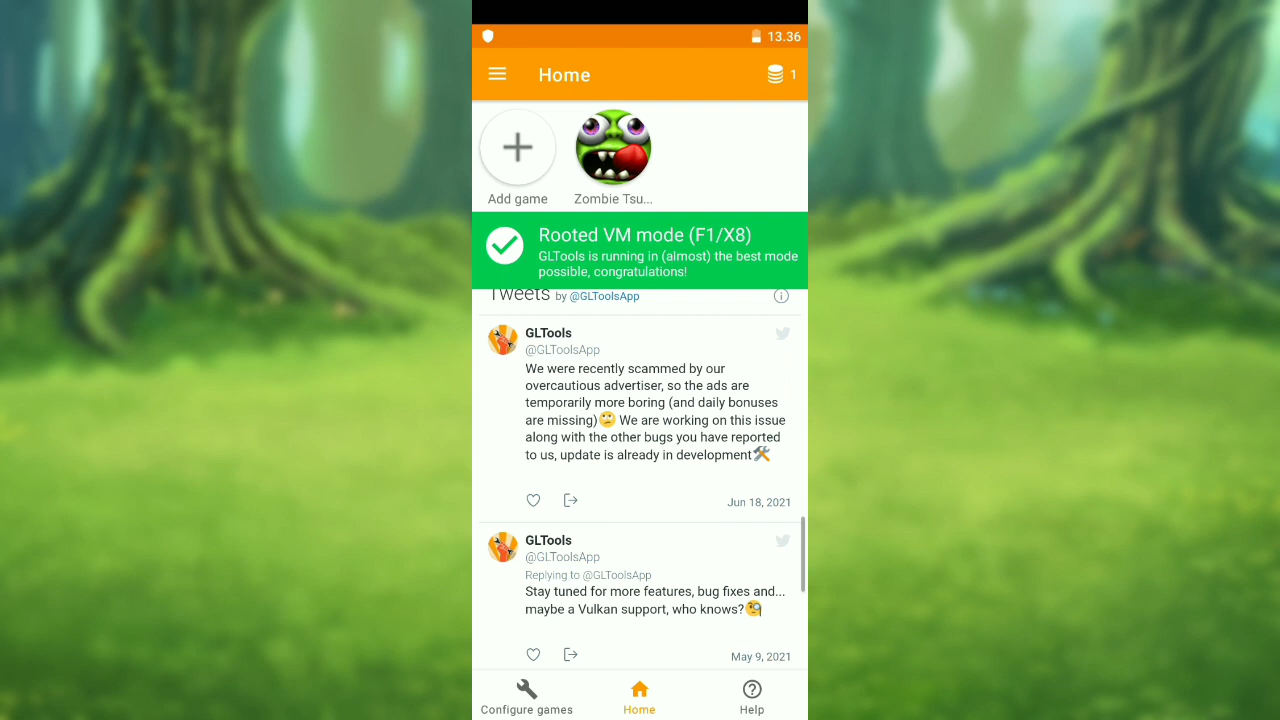 13.36
Home
1
Add game
Zombie Tsu...
Rooted VM mode (F1/X8)
GLTools is running in (almost) the best mode
possible, congratulations!
Tweets by @GLToolsApp
GLTools
@GLToolsApp
We were recently scammed by our
overcautious advertiser, so the ads are
temporarily more boring (and daily bonuses
are missing)🙄 We are working on this issue
along with the other bugs you have reported
to us, update is already in development🛠
Jun 18, 2021
GLTools
@GLToolsApp
Replying to @GLToolsApp
Stay tuned for more features, bug fixes and...
maybe a Vulkan support, who knows?🧐
May 9, 2021
Configure games
Home
Help